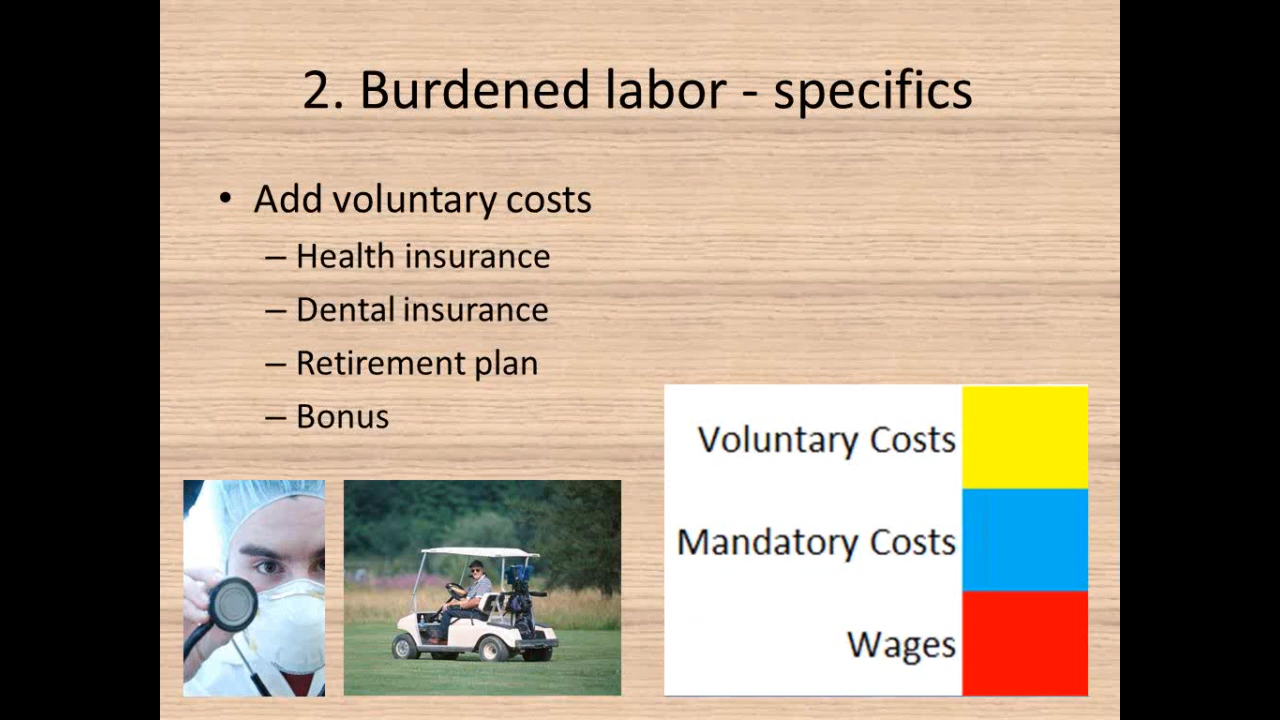 2. Burdened labor - specifics
• Add voluntary costs
– Health insurance
– Dental insurance
– Retirement plan
– Bonus
Voluntary Costs
Mandatory Costs
Wages